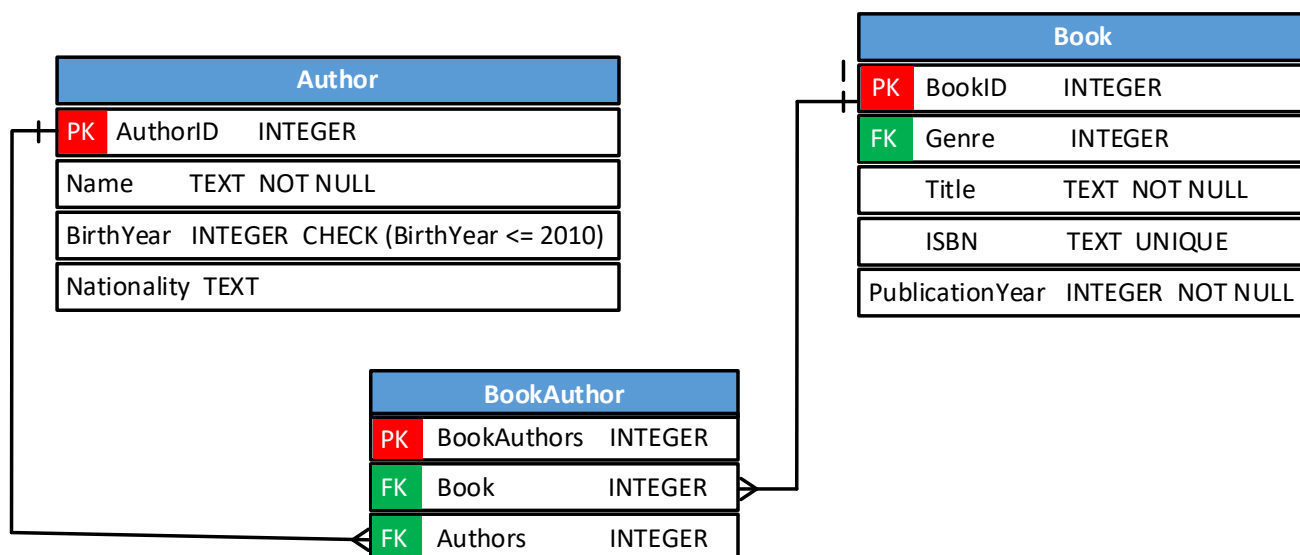 Author
PK AuthorID INTEGER
Name TEXT NOT NULL
BirthYear INTEGER CHECK (BirthYear <= 2010)
Nationality TEXT
Book
PK BookID INTEGER
FK Genre INTEGER
Title TEXT NOT NULL
ISBN TEXT UNIQUE
PublicationYear INTEGER NOT NULL
BookAuthor
PK BookAuthors INTEGER
FK Book INTEGER
FK Authors INTEGER